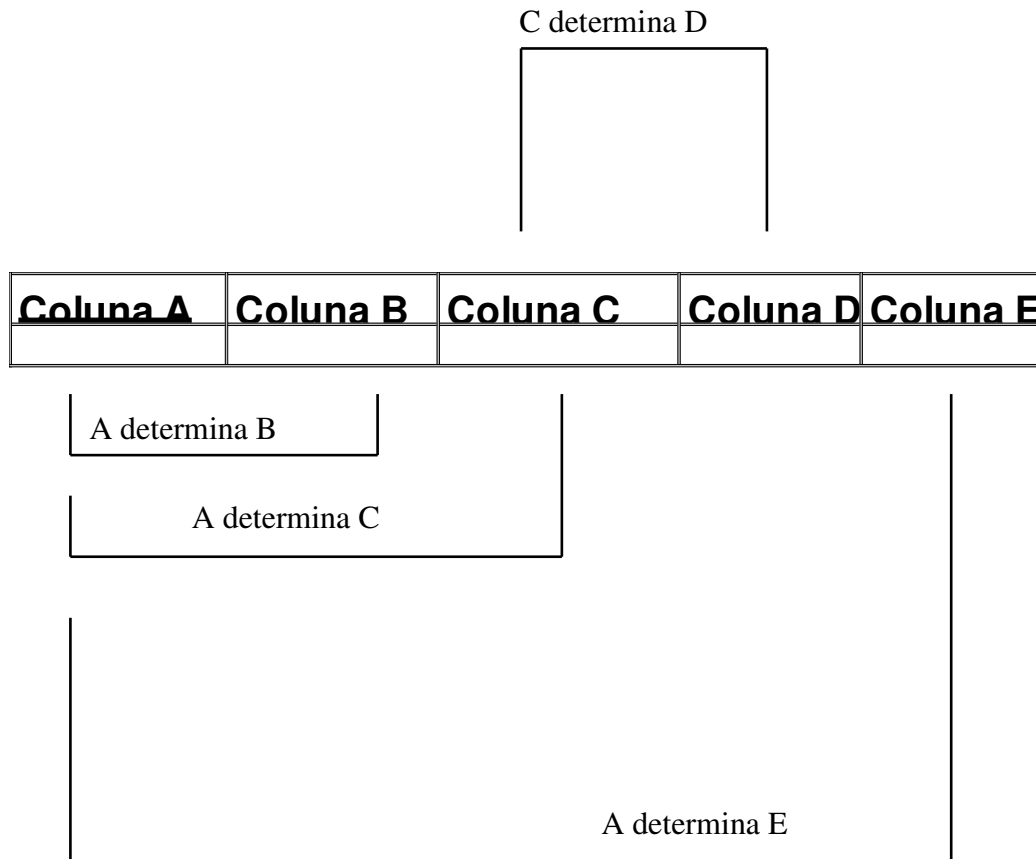 C determina D
Coluna A Coluna B Coluna C Coluna D Coluna E
A determina B
A determina C
A determina E